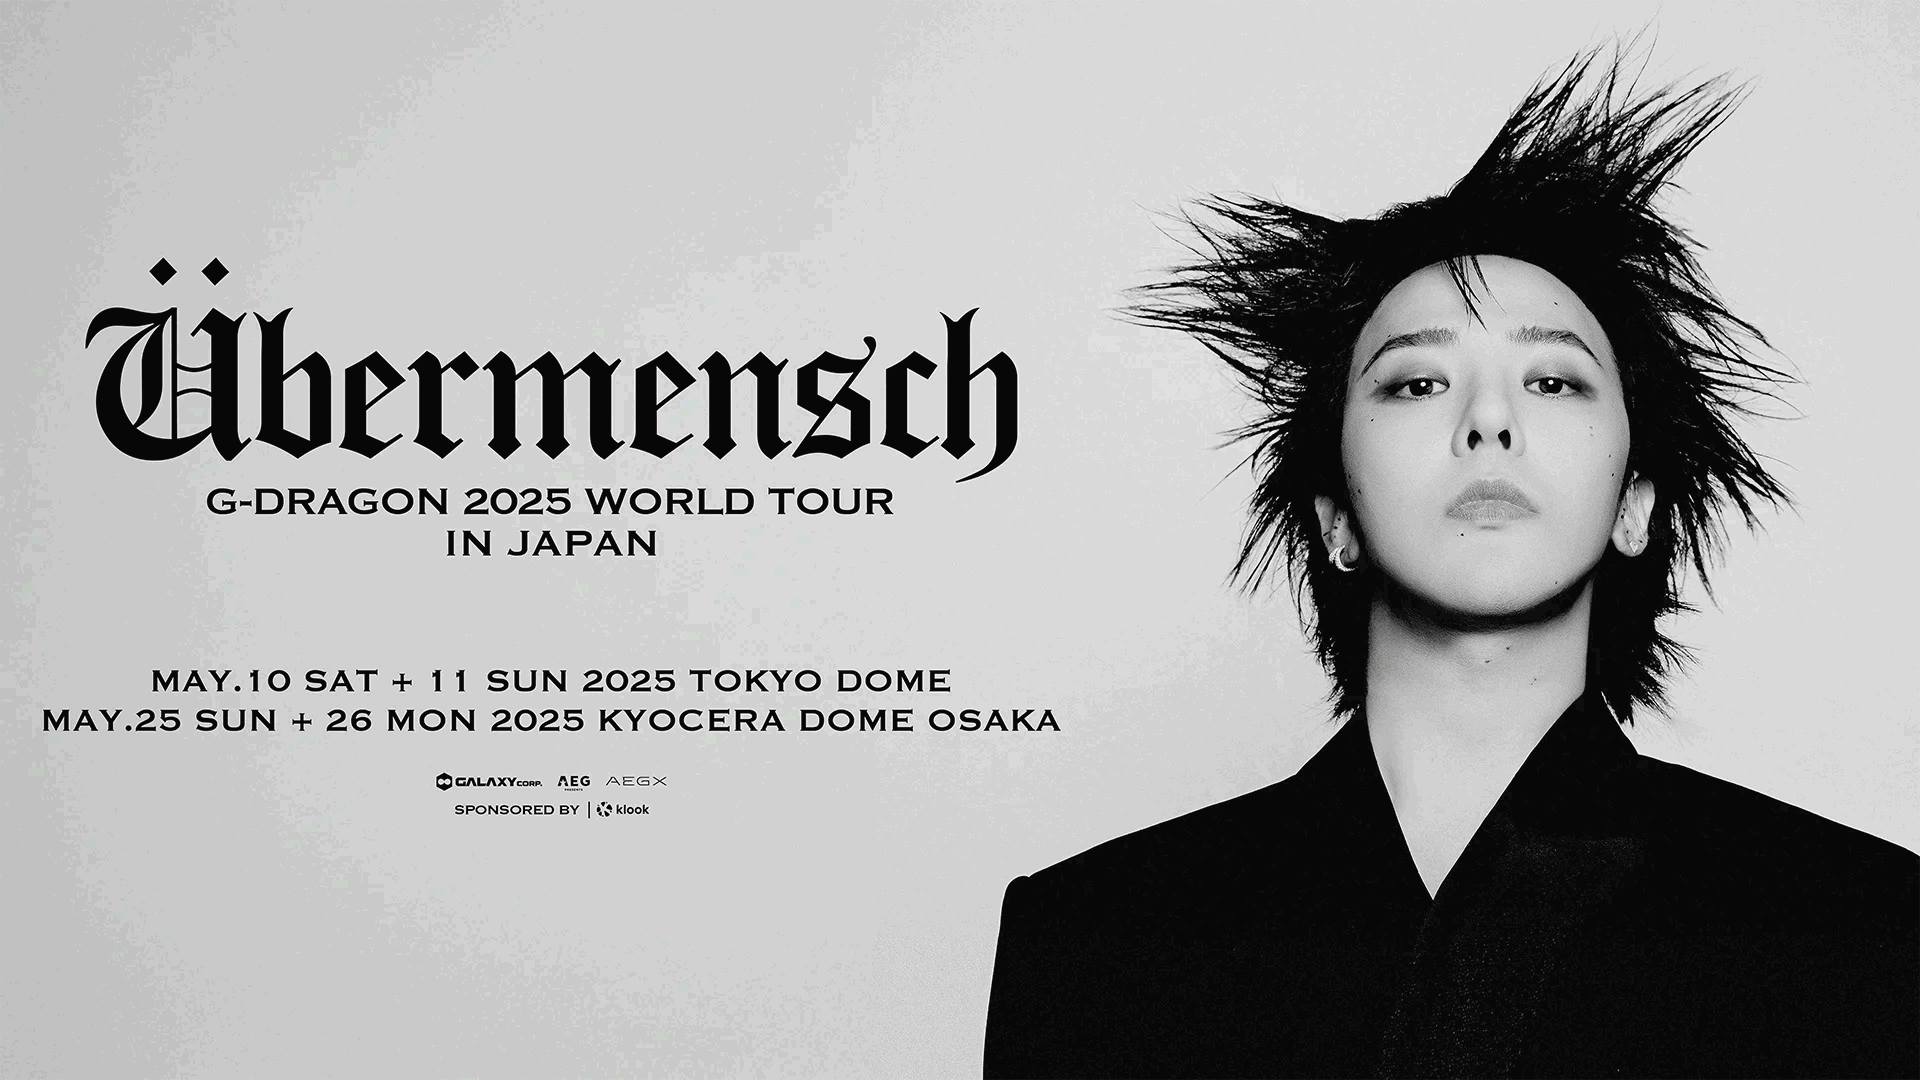 Übermensch
G-DRAGON 2025 WORLD TOUR
IN JAPAN
MAY.10 SAT + 11 SUN 2025 TOKYO DOME
MAY.25 SUN + 26 MON 2025 KYOCERA DOME OSAKA
GALAXY CORP. AEG PRESENTS AEGX
SPONSORED BY | klook